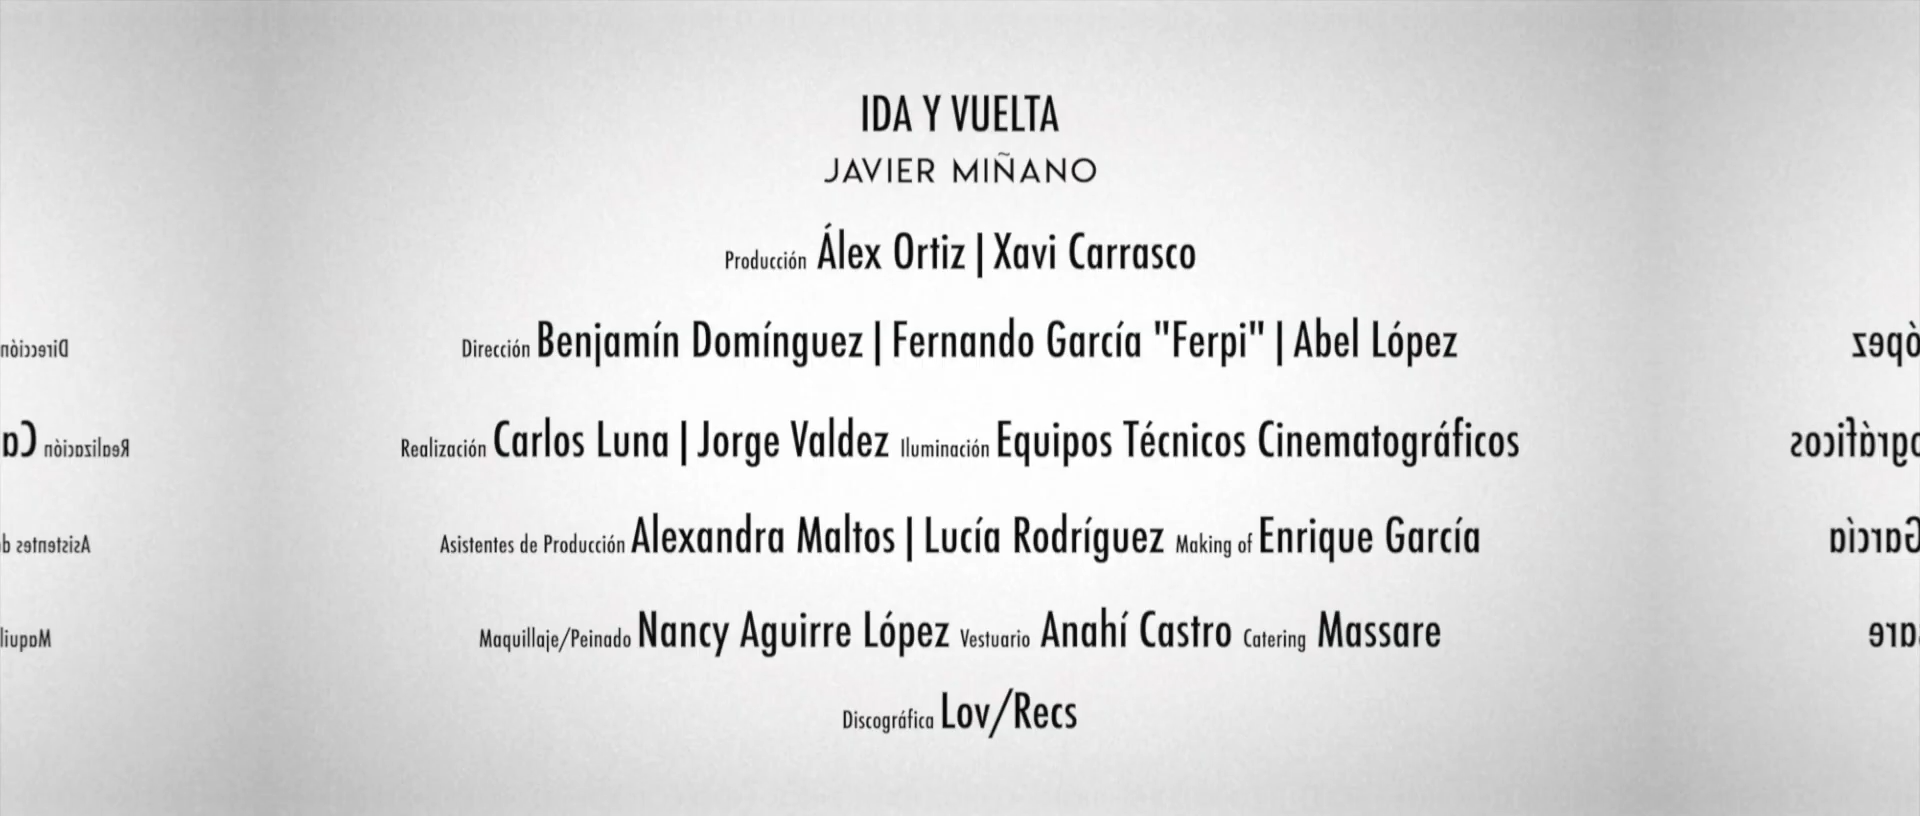 IDA Y VUELTA
JAVIER MIÑANO
Producción Álex Ortiz | Xavi Carrasco
Dirección Benjamín Domínguez | Fernando García "Ferpi" | Abel López
Realización Carlos Luna | Jorge Valdez Iluminación Equipos Técnicos Cinematográficos
Asistentes de Producción Alexandra Maltos | Lucía Rodríguez Making of Enrique García
Maquillaje/Peinado Nancy Aguirre López Vestuario Anahí Castro Catering Massare
Discográfica Lov/Recs